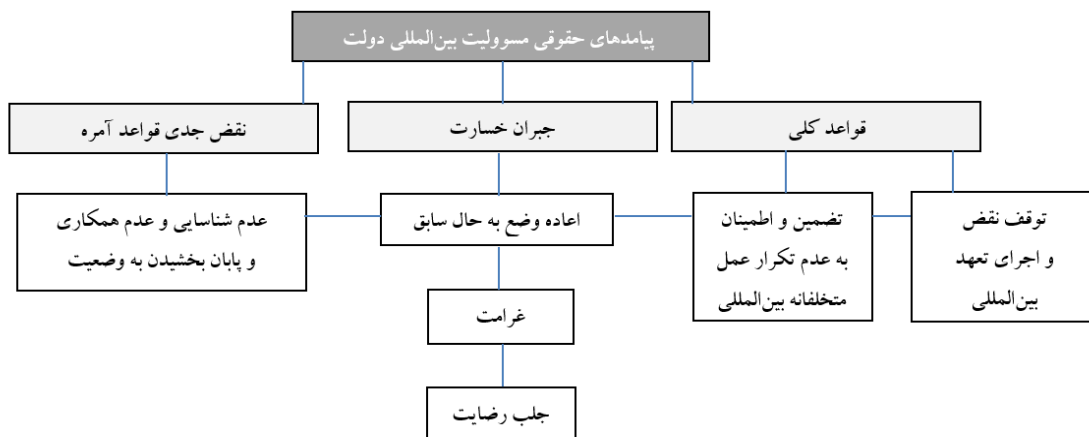 پیامدهای حقوقی مسوولیت بین‌المللی دولت
قواعد کلی
جبران خسارت
نقض جدی قواعد آمره
توقف نقض
و اجرای تعهد
بین‌المللی
تضمین و اطمینان
به عدم تکرار عمل
متخلفانه بین‌المللی
اعاده وضع به حال سابق
عدم شناسایی و عدم همکاری
و پابان بخشیدن به وضعیت
غرامت
جلب رضایت